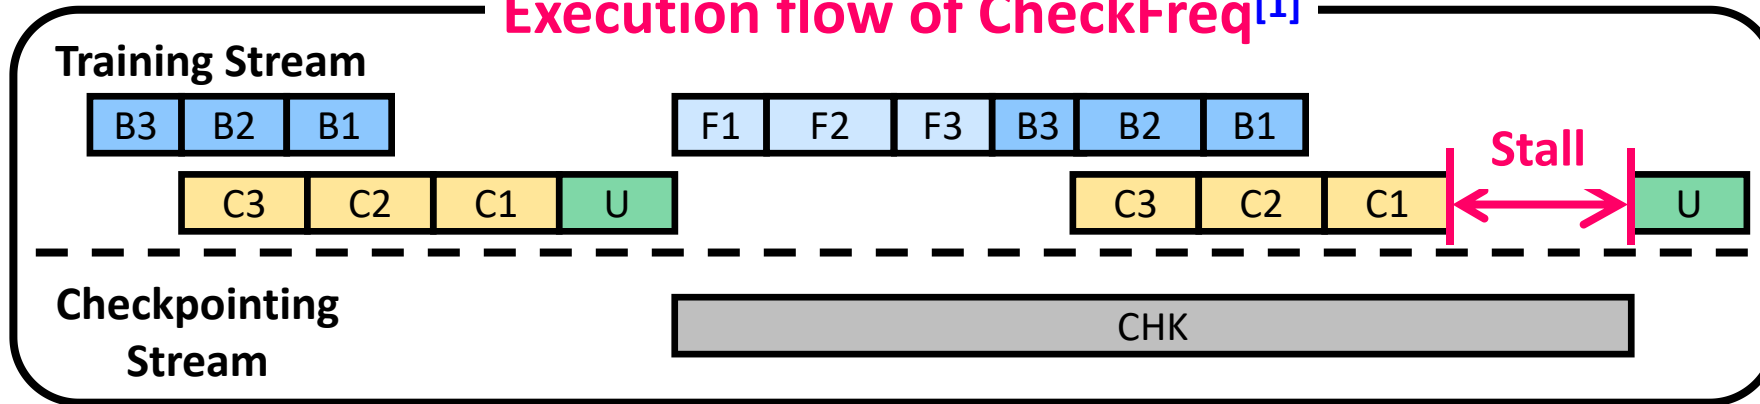 Execution flow of CheckFreq[1]
Training Stream
B3 B2 B1 F1 F2 F3 B3 B2 B1
Stall
C3 C2 C1 U C3 C2 C1 U
Checkpointing
Stream
CHK